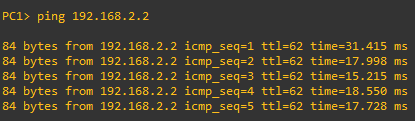 PC1> ping 192.168.2.2
84 bytes from 192.168.2.2 icmp_seq=1 ttl=62 time=31.415 ms
84 bytes from 192.168.2.2 icmp_seq=2 ttl=62 time=17.998 ms
84 bytes from 192.168.2.2 icmp_seq=3 ttl=62 time=15.215 ms
84 bytes from 192.168.2.2 icmp_seq=4 ttl=62 time=18.550 ms
84 bytes from 192.168.2.2 icmp_seq=5 ttl=62 time=17.728 ms